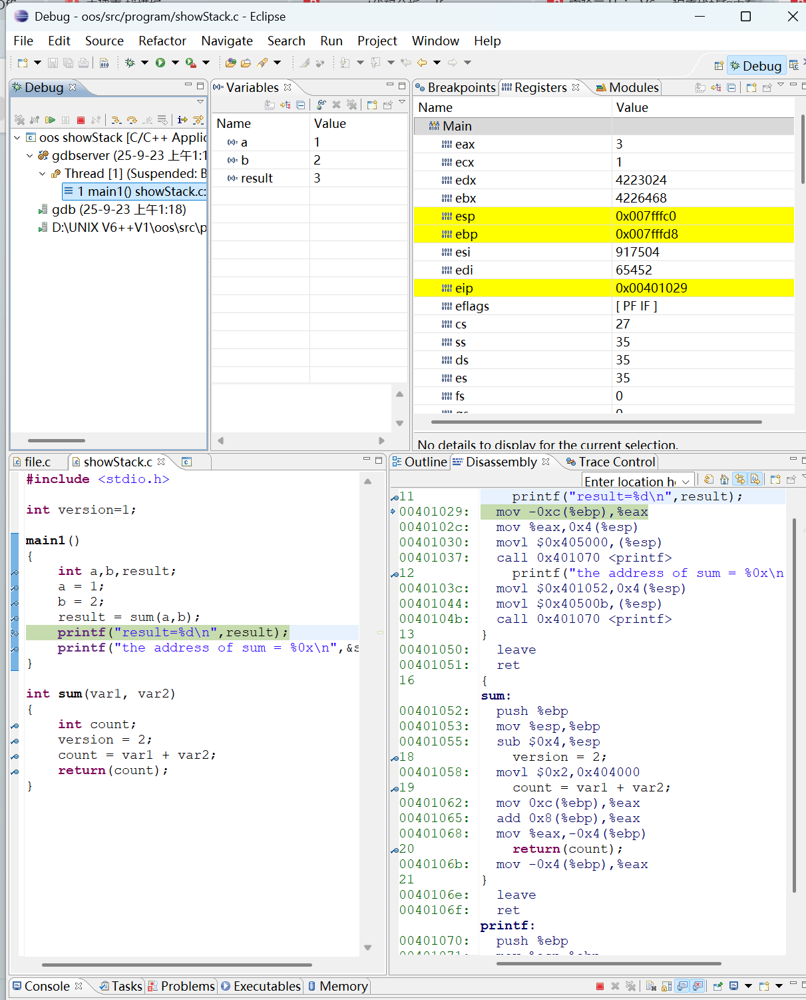 Debug - oos/src/program/showStack.c - Eclipse
File Edit Source Refactor Navigate Search Run Project Window Help
Debug
Debug
Variables
Breakpoints Registers Modules
Name Value
a 1
b 2
result 3
oos showStack [C/C++ Applic
gdbserver (25-9-23 上午1:1
Thread [1] (Suspended: B
1 main1() showStack.c:
gdb (25-9-23 上午1:18)
D:\UNIX V6++V1\oos\src\p
Name Value
Main
eax 3
ecx 1
edx 4223024
ebx 4226468
esp 0x007fffc0
ebp 0x007fffd8
esi 917504
edi 65452
eip 0x00401029
eflags [ PF IF ]
cs 27
ss 35
ds 35
es 35
fs 0
No details to display for the current selection.
file.c showStack.c
#include <stdio.h>
int version=1;
main1()
{
int a,b,result;
a = 1;
b = 2;
result = sum(a,b);
printf("result=%d\n",result);
printf("the address of sum = %0x\n",&s
}
int sum(var1, var2)
{
int count;
version = 2;
count = var1 + var2;
return(count);
}
Outline Disassembly Trace Control
Enter location h
11 printf("result=%d\n",result);
00401029: mov -0xc(%ebp),%eax
0040102c: mov %eax,0x4(%esp)
00401030: movl $0x405000,(%esp)
00401037: call 0x401070 <printf>
12 printf("the address of sum = %0x\n
0040103c: movl $0x401052,0x4(%esp)
00401044: movl $0x40500b,(%esp)
0040104b: call 0x401070 <printf>
13 }
00401050: leave
00401051: ret
16 {
sum:
00401052: push %ebp
00401053: mov %esp,%ebp
00401055: sub $0x4,%esp
18 version = 2;
00401058: movl $0x2,0x404000
19 count = var1 + var2;
00401062: mov 0xc(%ebp),%eax
00401065: add 0x8(%ebp),%eax
00401068: mov %eax,-0x4(%ebp)
20 return(count);
0040106b: mov -0x4(%ebp),%eax
21 }
0040106e: leave
0040106f: ret
printf:
00401070: push %ebp
Console Tasks Problems Executables Memory